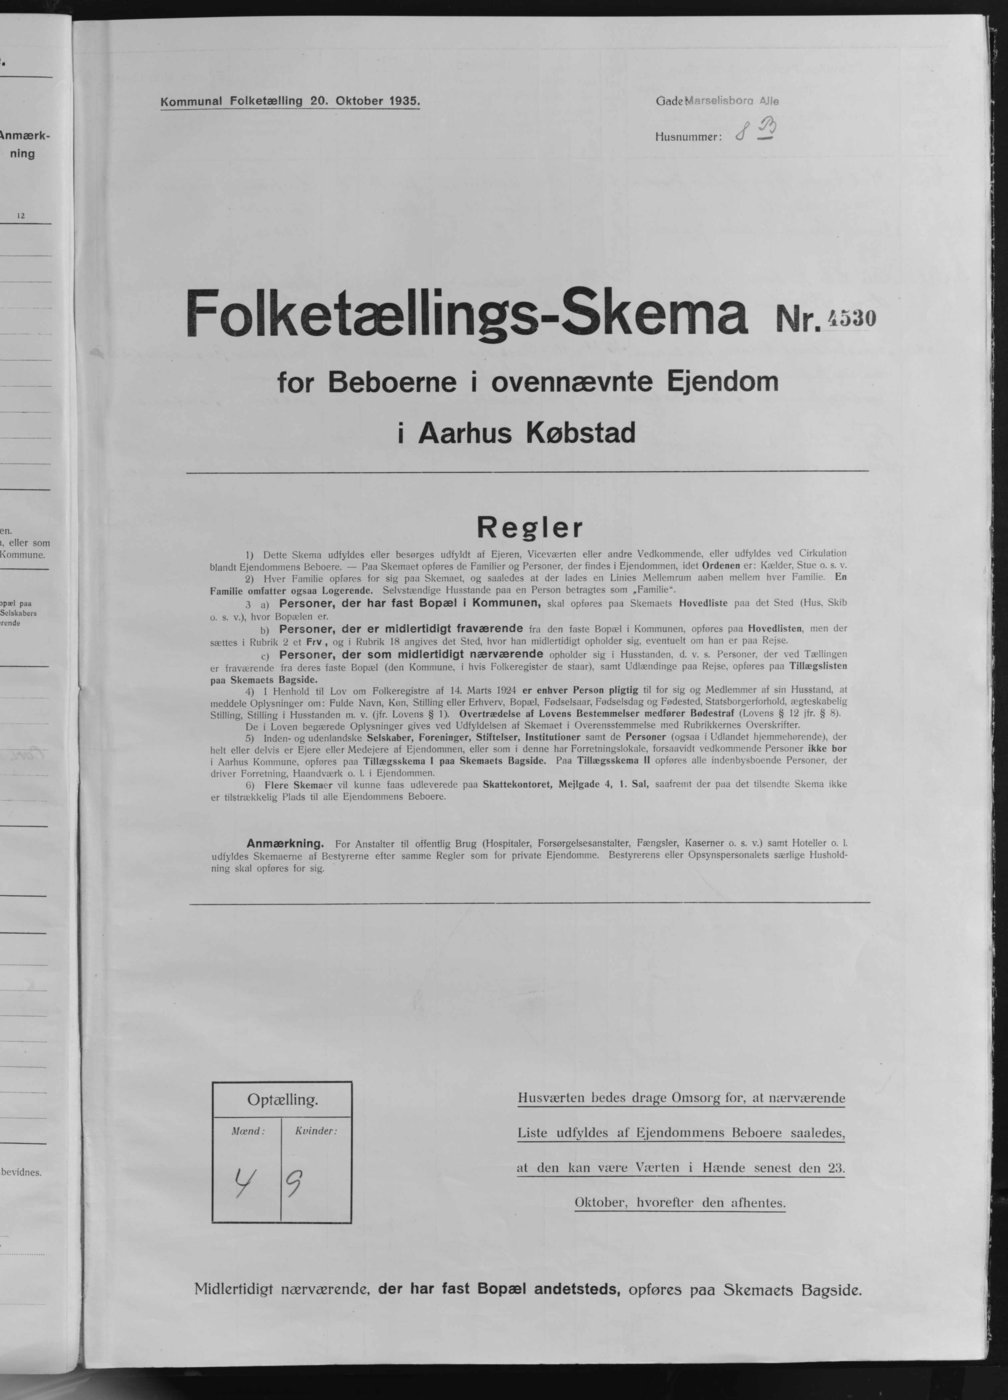 Anmærk-
ning
12
en.
, eller som
Kommune.
opæl paa
Selskabers
rende
bevidnes.
Kommunal Folketælling 20. Oktober 1935.
Gade Marselisborg Alle
Husnummer: 8 B
Folketællings-Skema Nr. 4530
for Beboerne i ovennævnte Ejendom
i Aarhus Købstad
Regler
1) Dette Skema udfyldes eller besørges udfyldt af Ejeren, Viceværten eller andre Vedkommende, eller udfyldes ved Cirkulation
blandt Ejendommens Beboere. — Paa Skemaet opføres de Familier og Personer, der findes i Ejendommen, idet Ordenen er: Kælder, Stue o. s. v.
2) Hver Familie opføres for sig paa Skemaet, og saaledes at der lades en Linies Mellemrum aaben mellem hver Familie. En
Familie omfatter ogsaa Logerende. Selvstændige Husstande paa en Person betragtes som „Familie“.
3 a) Personer, der har fast Bopæl i Kommunen, skal opføres paa Skemaets Hovedliste paa det Sted (Hus, Skib
o. s. v.), hvor Bopælen er.
b) Personer, der er midlertidigt fraværende fra den faste Bopæl i Kommunen, opføres paa Hovedlisten, men der
sættes i Rubrik 2 et Frv., og i Rubrik 18 angives det Sted, hvor han midlertidigt opholder sig, eventuelt om han er paa Rejse.
c) Personer, der som midlertidigt nærværende opholder sig i Husstanden, d. v. s. Personer, der ved Tællingen
er fraværende fra deres faste Bopæl (den Kommune, i hvis Folkeregister de staar), samt Udlændinge paa Rejse, opføres paa Tillægslisten
paa Skemaets Bagside.
4) I Henhold til Lov om Folkeregistre af 14. Marts 1924 er enhver Person pligtig til for sig og Medlemmer af sin Husstand, at
meddele Oplysninger om: Fulde Navn, Køn, Stilling eller Erhverv, Bopæl, Fødselsaar, Fødselsdag og Fødested, Statsborgerforhold, ægteskabelig
Stilling, Stilling i Husstanden m. v. (jfr. Lovens § 1). Overtrædelse af Lovens Bestemmelser medfører Bødestraf (Lovens § 12 jfr. § 8).
De i Loven begærede Oplysninger gives ved Udfyldelsen af Skemaet i Overensstemmelse med Rubrikkernes Overskrifter.
5) Inden- og udenlandske Selskaber, Foreninger, Stiftelser, Institutioner samt de Personer (ogsaa i Udlandet hjemmehørende), der
helt eller delvis er Ejere eller Medejere af Ejendommen, eller som i denne har Forretningslokale, forsaavidt vedkommende Personer ikke bor
i Aarhus Kommune, opføres paa Tillægsskema I paa Skemaets Bagside. Paa Tillægsskema II opføres alle indenbysboende Personer, der
driver Forretning, Haandværk o. l. i Ejendommen.
6) Flere Skemaer vil kunne faas udleverede paa Skattekontoret, Mejlgade 4, 1. Sal, saafremt der paa det tilsendte Skema ikke
er tilstrækkelig Plads til alle Ejendommens Beboere.
Anmærkning. For Anstalter til offentlig Brug (Hospitaler, Forsørgelsesanstalter, Fængsler, Kaserner o. s. v.) samt Hoteller o. l.
udfyldes Skemaerne af Bestyrerne efter samme Regler som for private Ejendomme. Bestyrerens eller Opsynspersonalets særlige Hushold-
ning skal opføres for sig.
Optælling.
Mænd: Kvinder:
4 9
Husværten bedes drage Omsorg for, at nærværende
Liste udfyldes af Ejendommens Beboere saaledes,
at den kan være Værten i Hænde senest den 23.
Oktober, hvorefter den afhentes.
Midlertidigt nærværende, der har fast Bopæl andetsteds, opføres paa Skemaets Bagside.